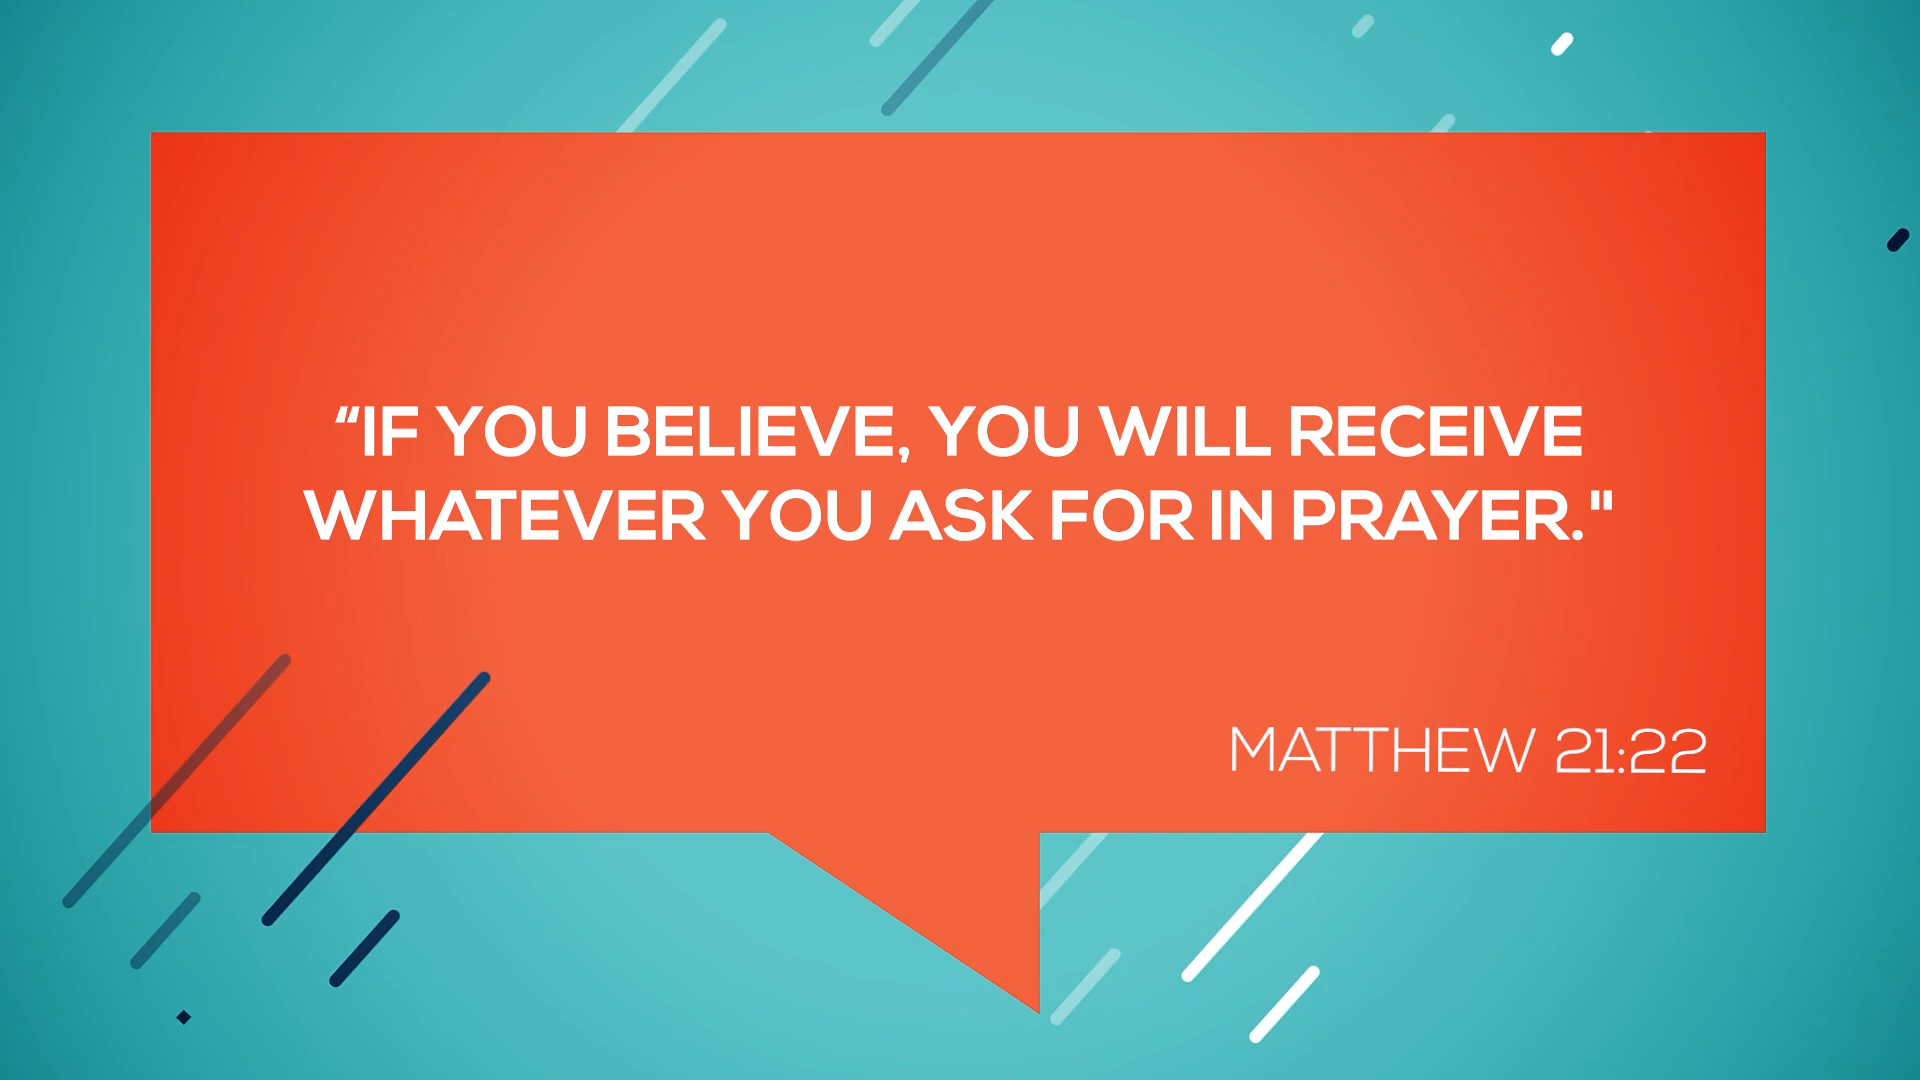 “IF YOU BELIEVE, YOU WILL RECEIVE
WHATEVER YOU ASK FOR IN PRAYER."
MATTHEW 21:22